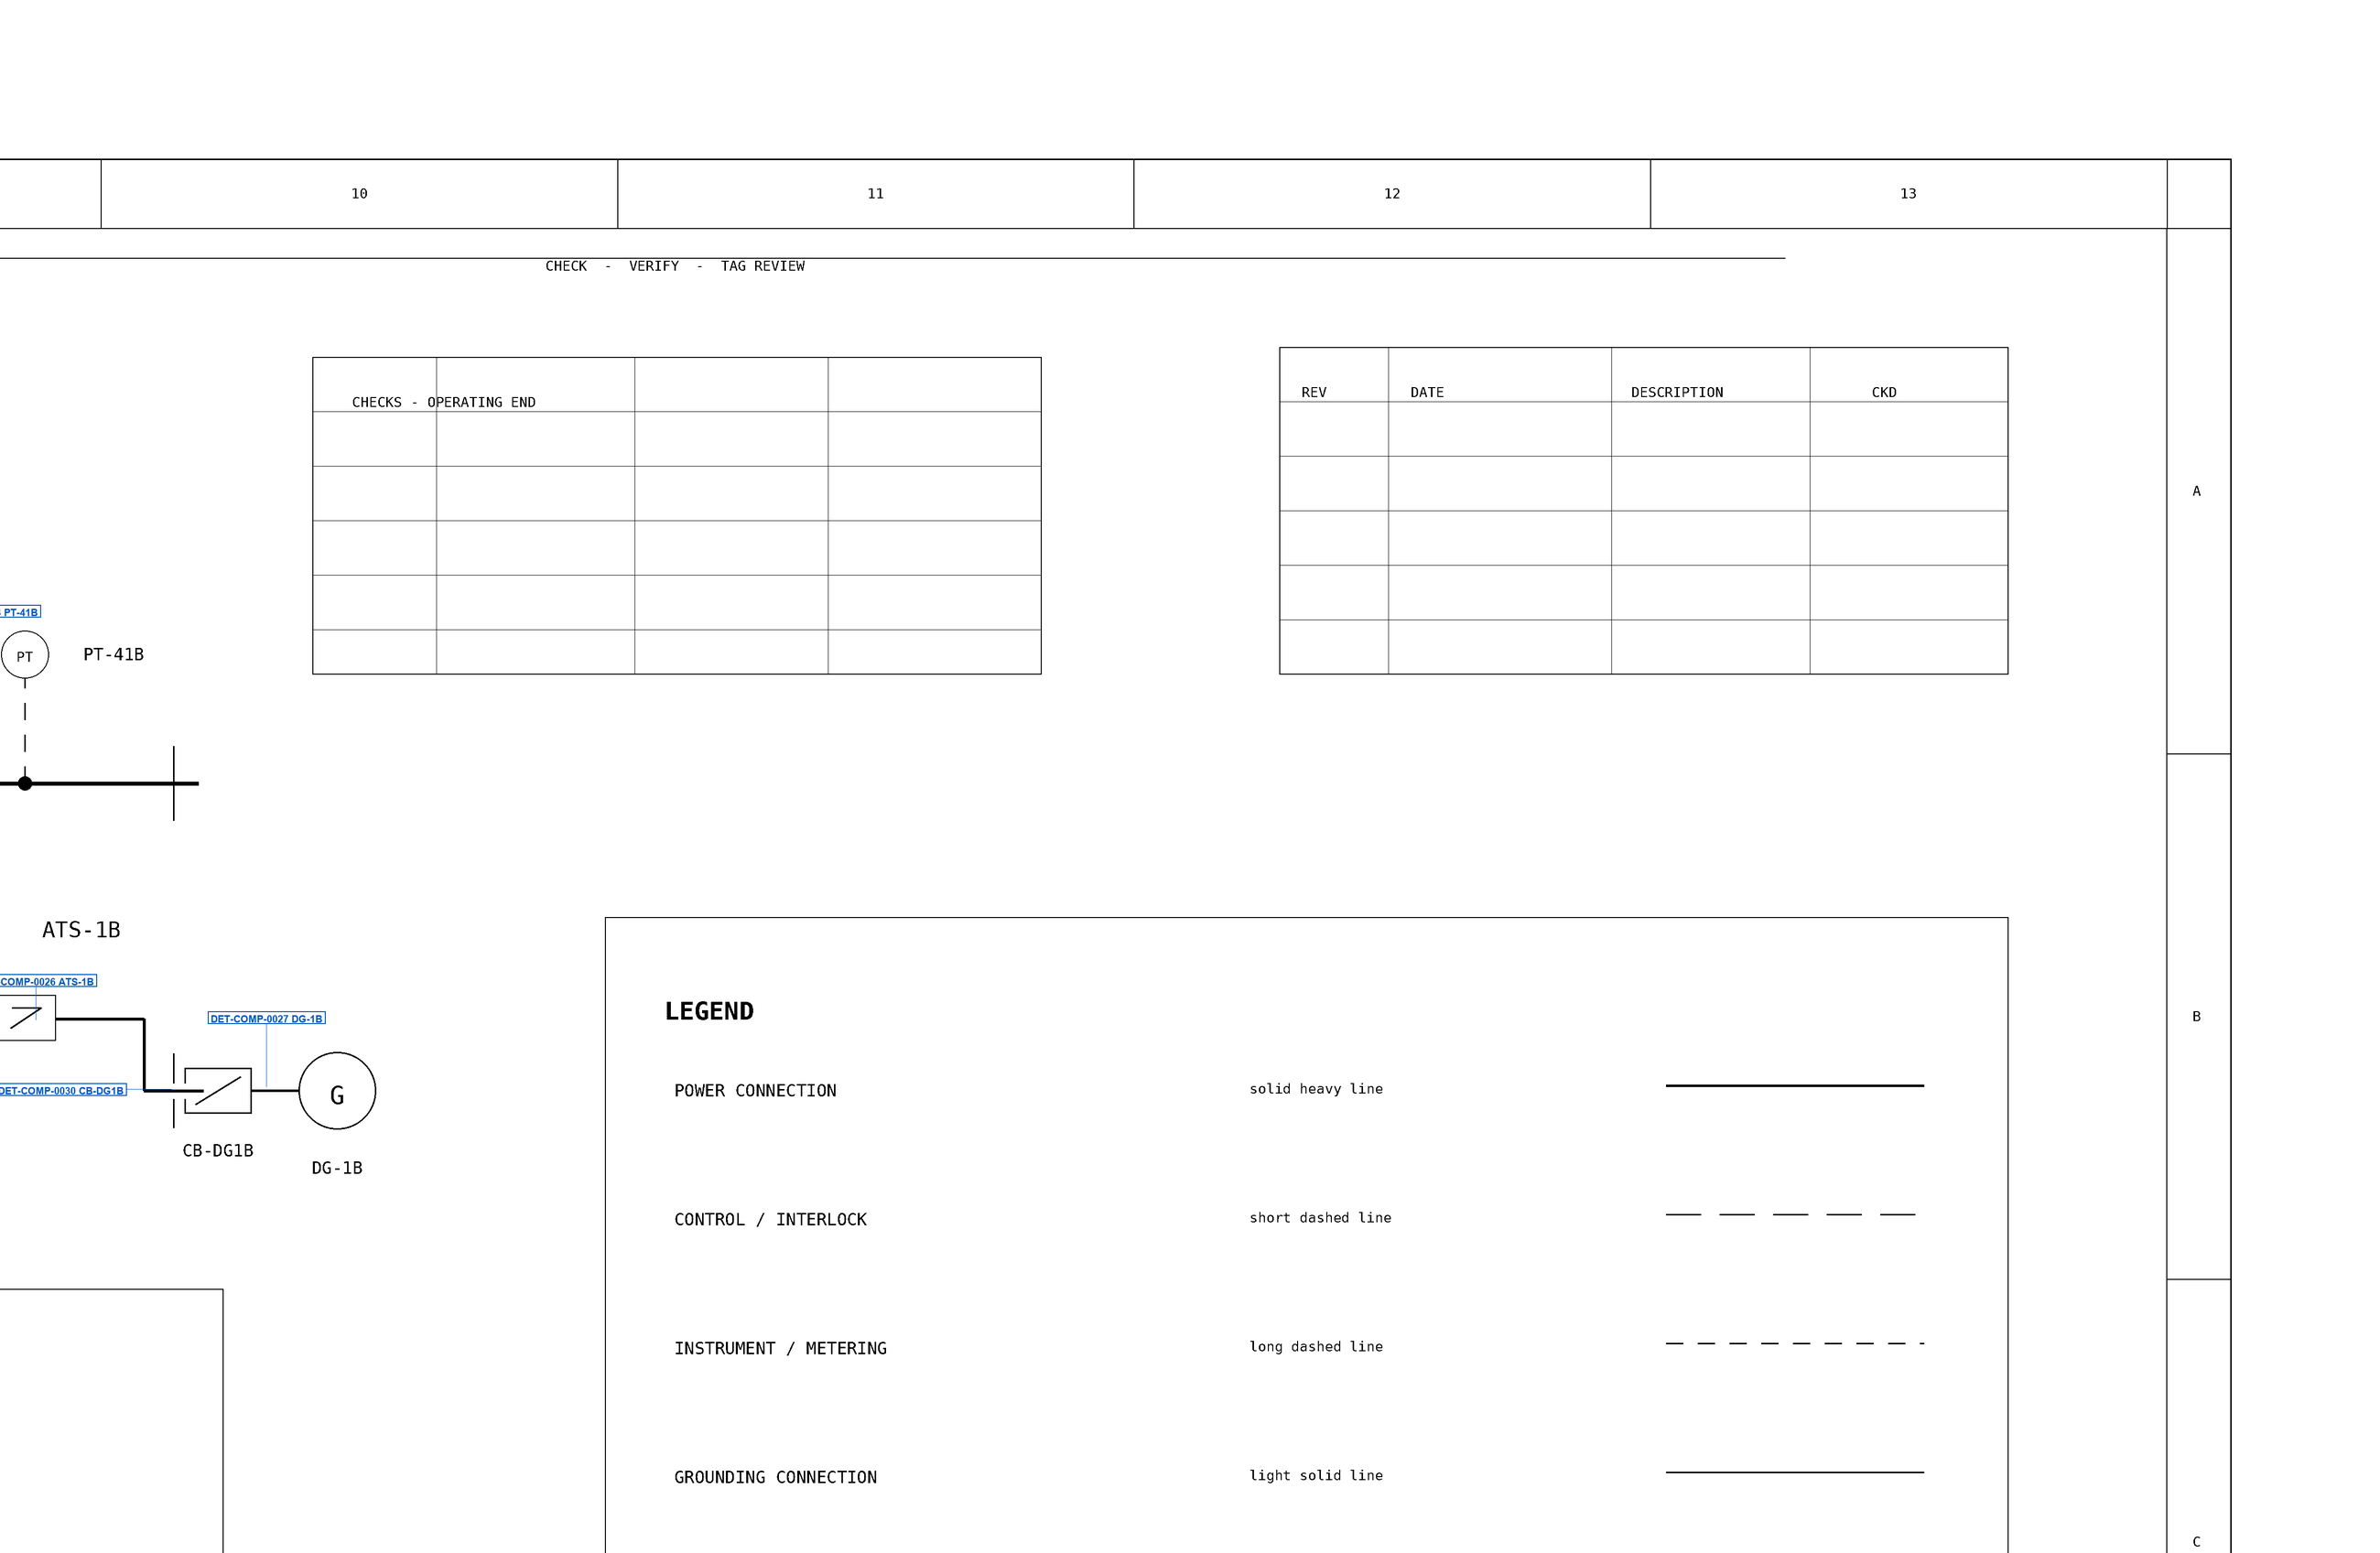 10 11 12 13
CHECK - VERIFY - TAG REVIEW
CHECKS - OPERATING END
REV DATE DESCRIPTION CKD
A
PT-41B
PT
PT-41B
ATS-1B
COMP-0026 ATS-1B
DET-COMP-0027 DG-1B
DET-COMP-0030 CB-DG1B
G
CB-DG1B
DG-1B
B
LEGEND
POWER CONNECTION solid heavy line
CONTROL / INTERLOCK short dashed line
INSTRUMENT / METERING long dashed line
GROUNDING CONNECTION light solid line
C